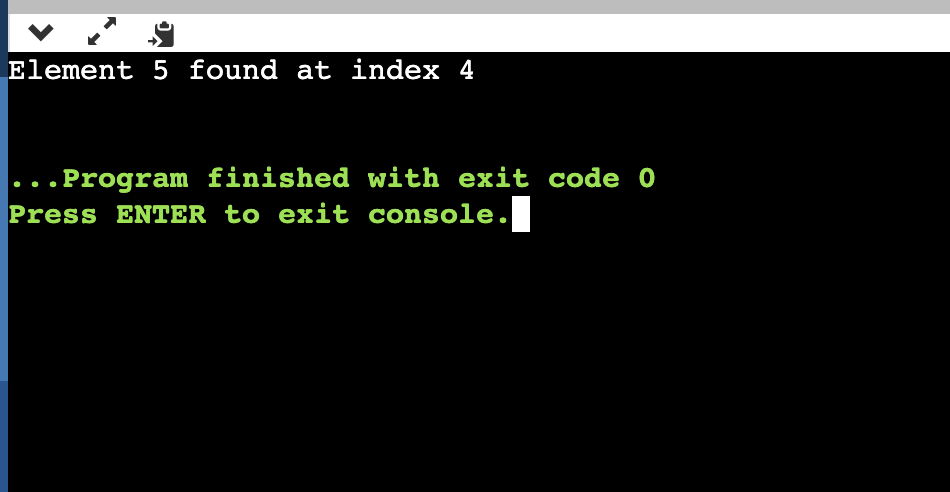 Element 5 found at index 4
...Program finished with exit code 0
Press ENTER to exit console.